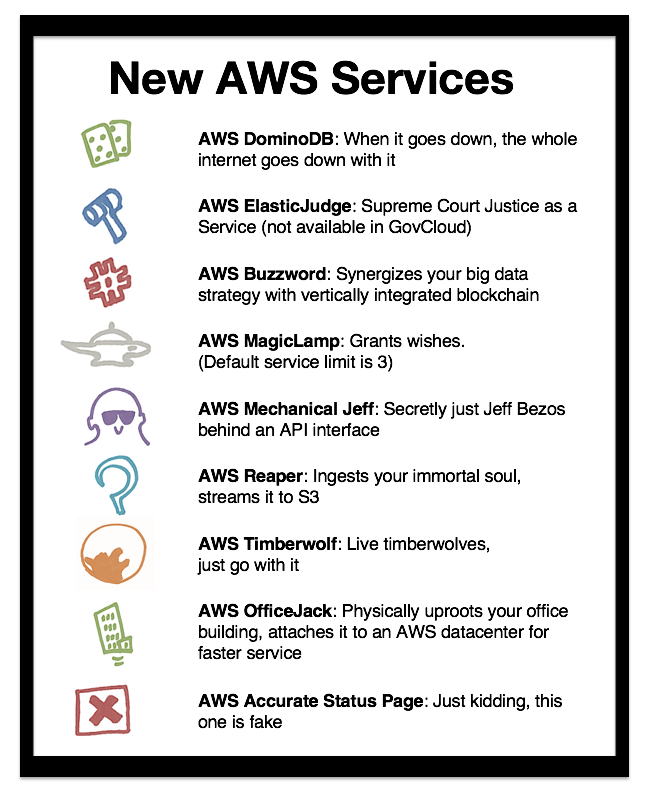 New AWS Services
AWS DominoDB: When it goes down, the whole
internet goes down with it
AWS ElasticJudge: Supreme Court Justice as a
Service (not available in GovCloud)
AWS Buzzword: Synergizes your big data
strategy with vertically integrated blockchain
AWS MagicLamp: Grants wishes.
(Default service limit is 3)
AWS Mechanical Jeff: Secretly just Jeff Bezos
behind an API interface
AWS Reaper: Ingests your immortal soul,
streams it to S3
AWS Timberwolf: Live timberwolves,
just go with it
AWS OfficeJack: Physically uproots your office
building, attaches it to an AWS datacenter for
faster service
AWS Accurate Status Page: Just kidding, this
one is fake